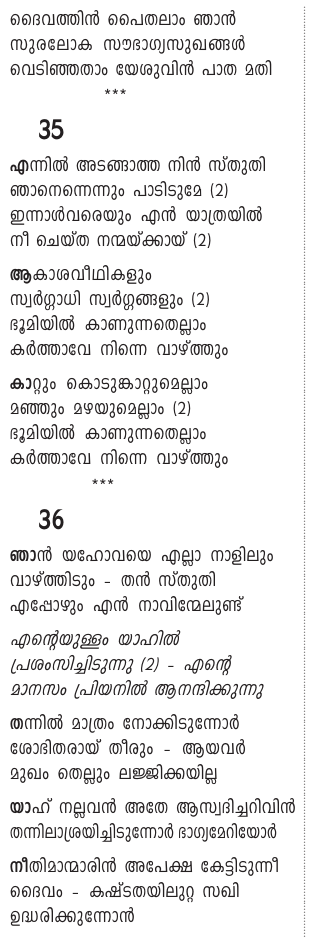 ദൈവത്തിൻ പൈതലാം ഞാൻ
സുരലോക സൗഭാഗ്യസുഖങ്ങൾ
വെടിഞ്ഞതാം യേശുവിൻ പാത മതി
***
35
എന്നിൽ അടങ്ങാത്ത നിൻ സ്തുതി
ഞാനെന്നെന്നും പാടിടുമേ (2)
ഇന്നാൾവരെയും എൻ യാത്രയിൽ
നീ ചെയ്ത നന്മയ്ക്കായ് (2)
ആകാശവീഥികളും
സ്വർഗ്ഗാധി സ്വർഗ്ഗങ്ങളും (2)
ഭൂമിയിൽ കാണുന്നതെല്ലാം
കർത്താവേ നിന്നെ വാഴ്ത്തും
കാറ്റും കൊടുങ്കാറ്റുമെല്ലാം
മഞ്ഞും മഴയുമെല്ലാം (2)
ഭൂമിയിൽ കാണുന്നതെല്ലാം
കർത്താവേ നിന്നെ വാഴ്ത്തും
***
36
ഞാൻ യഹോവയെ എല്ലാ നാളിലും
വാഴ്ത്തിടും - തൻ സ്തുതി
എപ്പോഴും എൻ നാവിന്മേലുണ്ട്
എന്റെയുള്ളം യാഹിൽ
പ്രശംസിച്ചിടുന്നു (2) - എന്റെ
മാനസം പ്രിയനിൽ ആനന്ദിക്കുന്നു
തന്നിൽ മാത്രം നോക്കിടുന്നോർ
ശോഭിതരായ് തീരും - ആയവർ
മുഖം തെല്ലും ലജ്ജിക്കയില്ല
യാഹ് നല്ലവൻ അതേ ആസ്വദിച്ചറിവിൻ
തന്നിലാശ്രയിച്ചിടുന്നോർ ഭാഗ്യമേറിയോർ
നീതിമാന്മാരിൻ അപേക്ഷ കേട്ടിടുന്നീ
ദൈവം - കഷ്ടതയിലുറ്റ സഖി
ഉദ്ധരിക്കുന്നോൻ